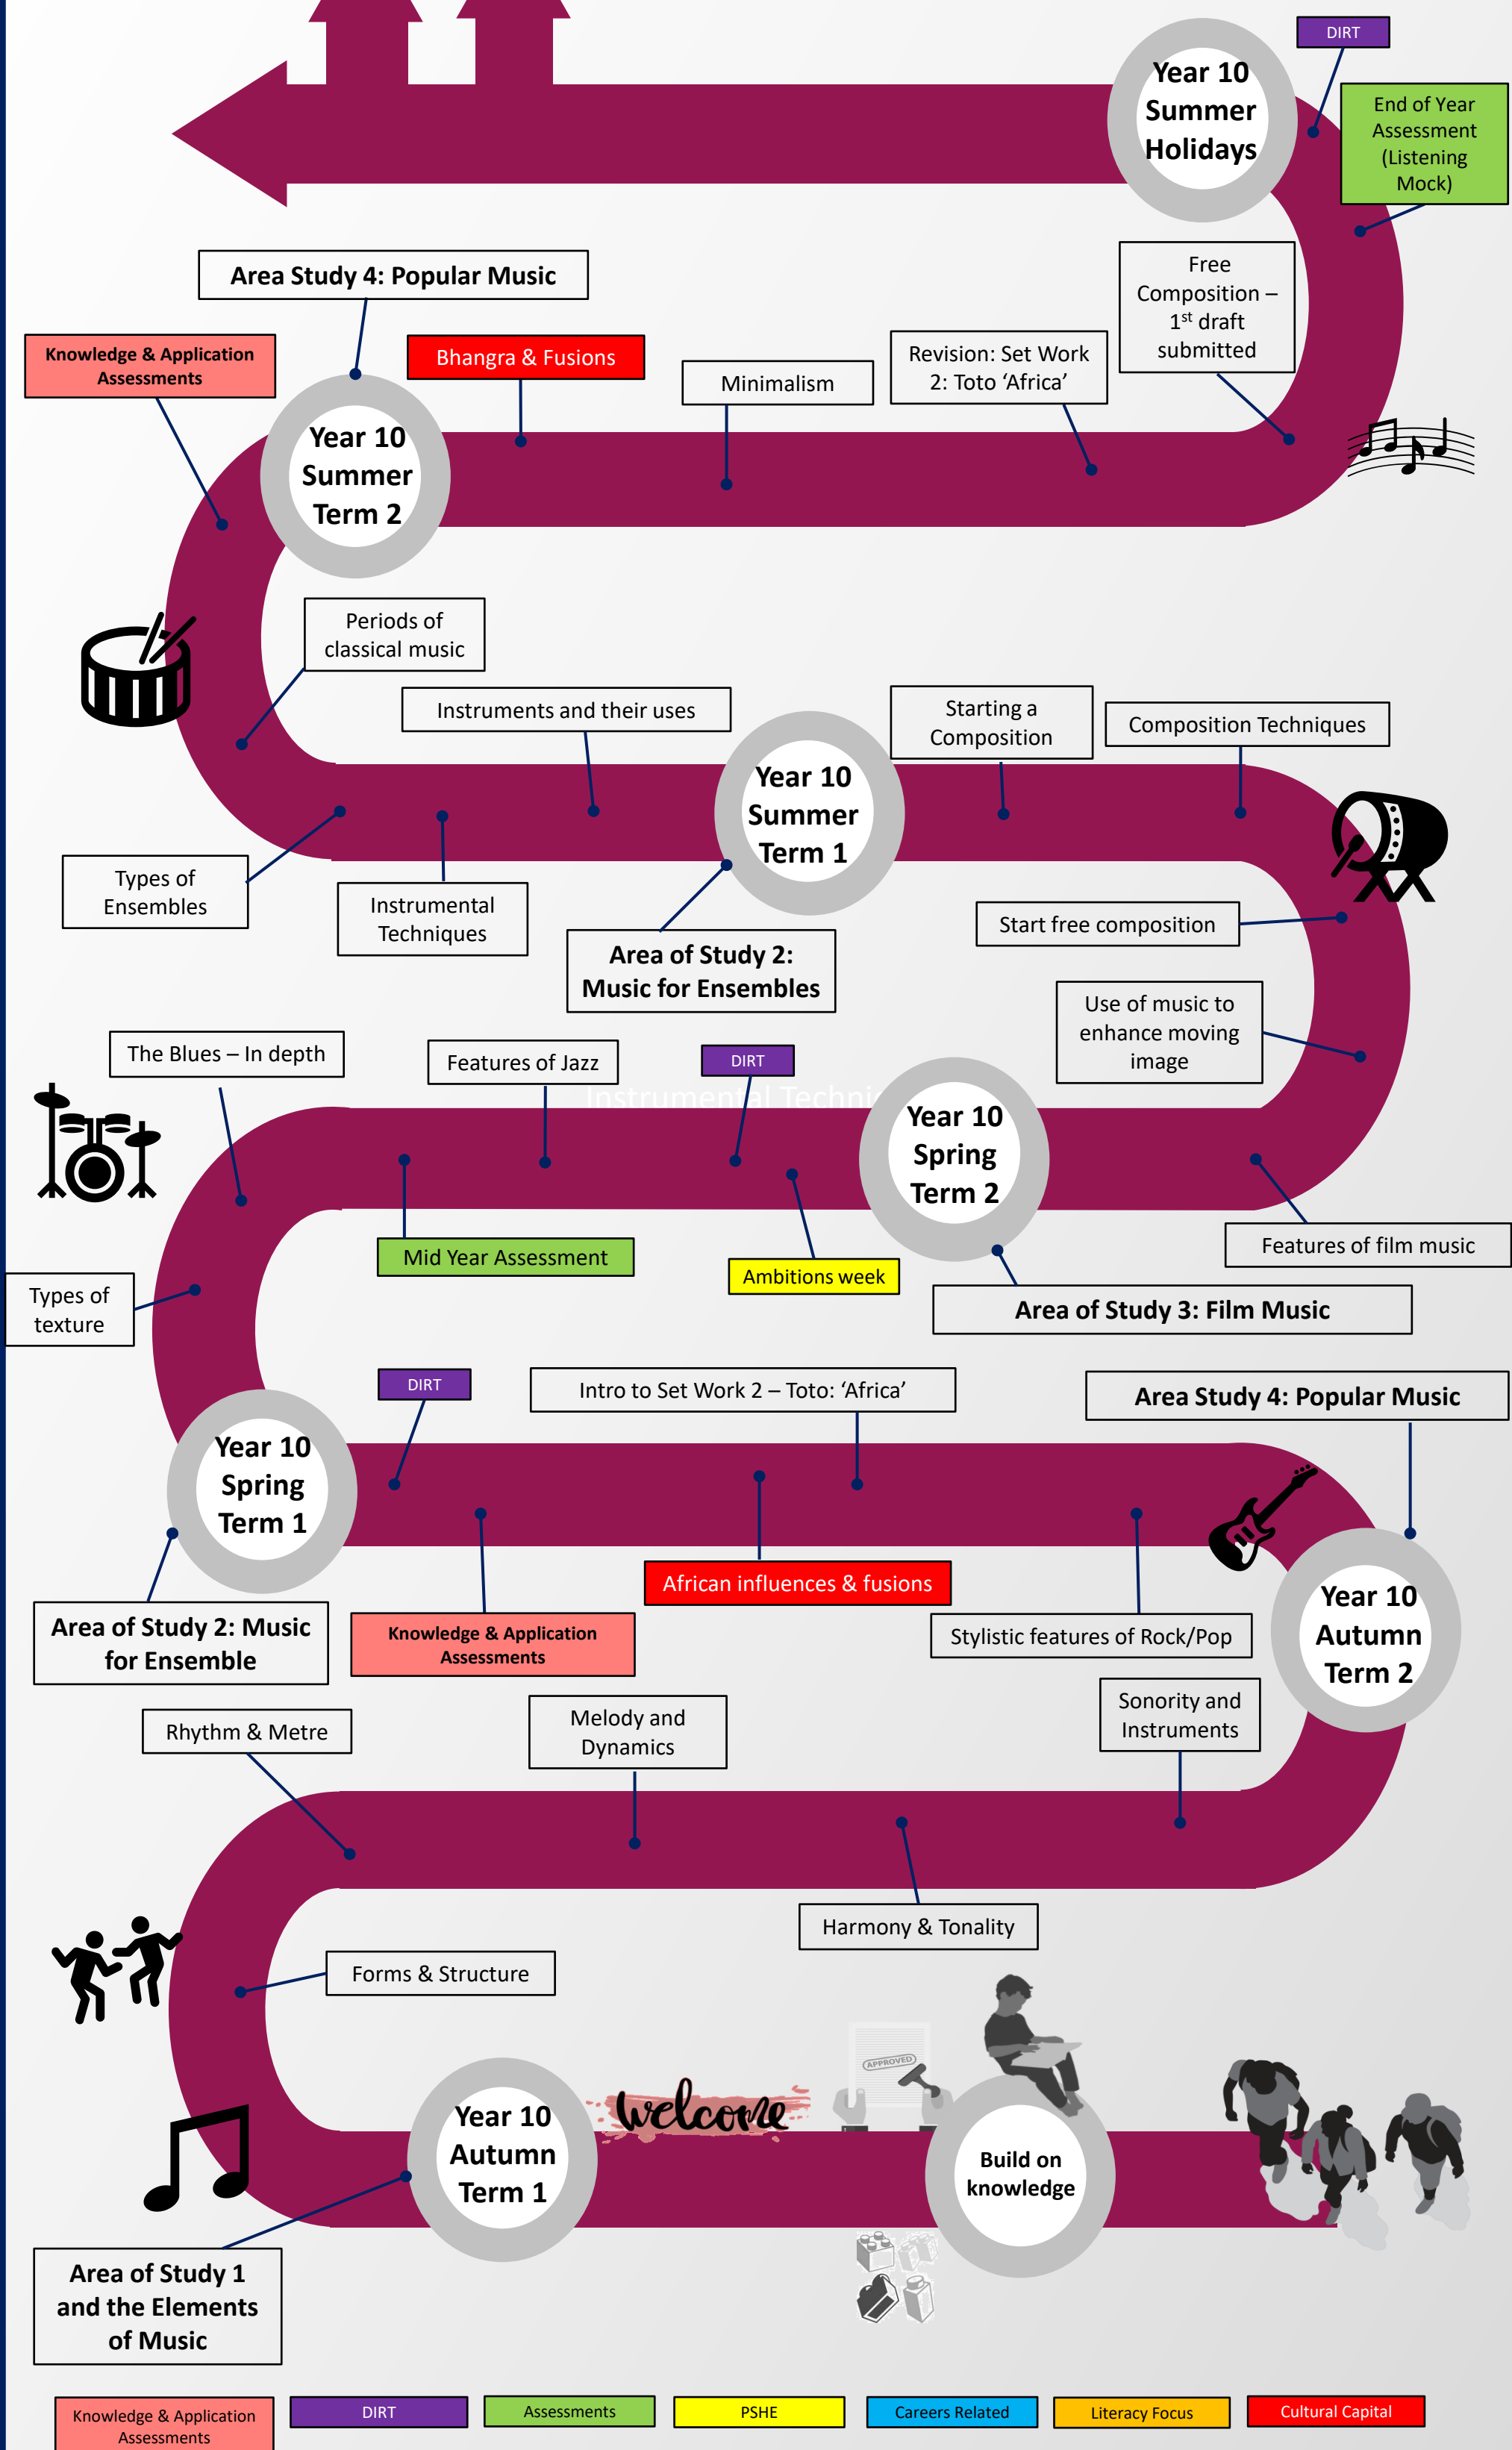 DIRT
Year 10
Summer
Holidays
End of Year
Assessment
(Listening
Mock)
Area Study 4: Popular Music
Free
Composition –
1st draft
submitted
Knowledge & Application
Assessments
Bhangra & Fusions
Minimalism
Revision: Set Work
2: Toto ‘Africa’
Year 10
Summer
Term 2
Periods of
classical music
Instruments and their uses
Starting a
Composition
Composition Techniques
Year 10
Summer
Term 1
Types of
Ensembles
Instrumental
Techniques
Start free composition
Area of Study 2:
Music for Ensembles
Use of music to
enhance moving
image
The Blues – In depth
Features of Jazz
DIRT
Instrumental Techni
Year 10
Spring
Term 2
Mid Year Assessment
Ambitions week
Features of film music
Types of
texture
Area of Study 3: Film Music
DIRT
Intro to Set Work 2 – Toto: ‘Africa’
Area Study 4: Popular Music
Year 10
Spring
Term 1
African influences & fusions
Area of Study 2: Music
for Ensemble
Knowledge & Application
Assessments
Stylistic features of Rock/Pop
Year 10
Autumn
Term 2
Rhythm & Metre
Melody and
Dynamics
Sonority and
Instruments
Harmony & Tonality
Forms & Structure
APPROVED
welcome
Year 10
Autumn
Term 1
Build on
knowledge
Area of Study 1
and the Elements
of Music
Knowledge & Application
Assessments
DIRT
Assessments
PSHE
Careers Related
Literacy Focus
Cultural Capital